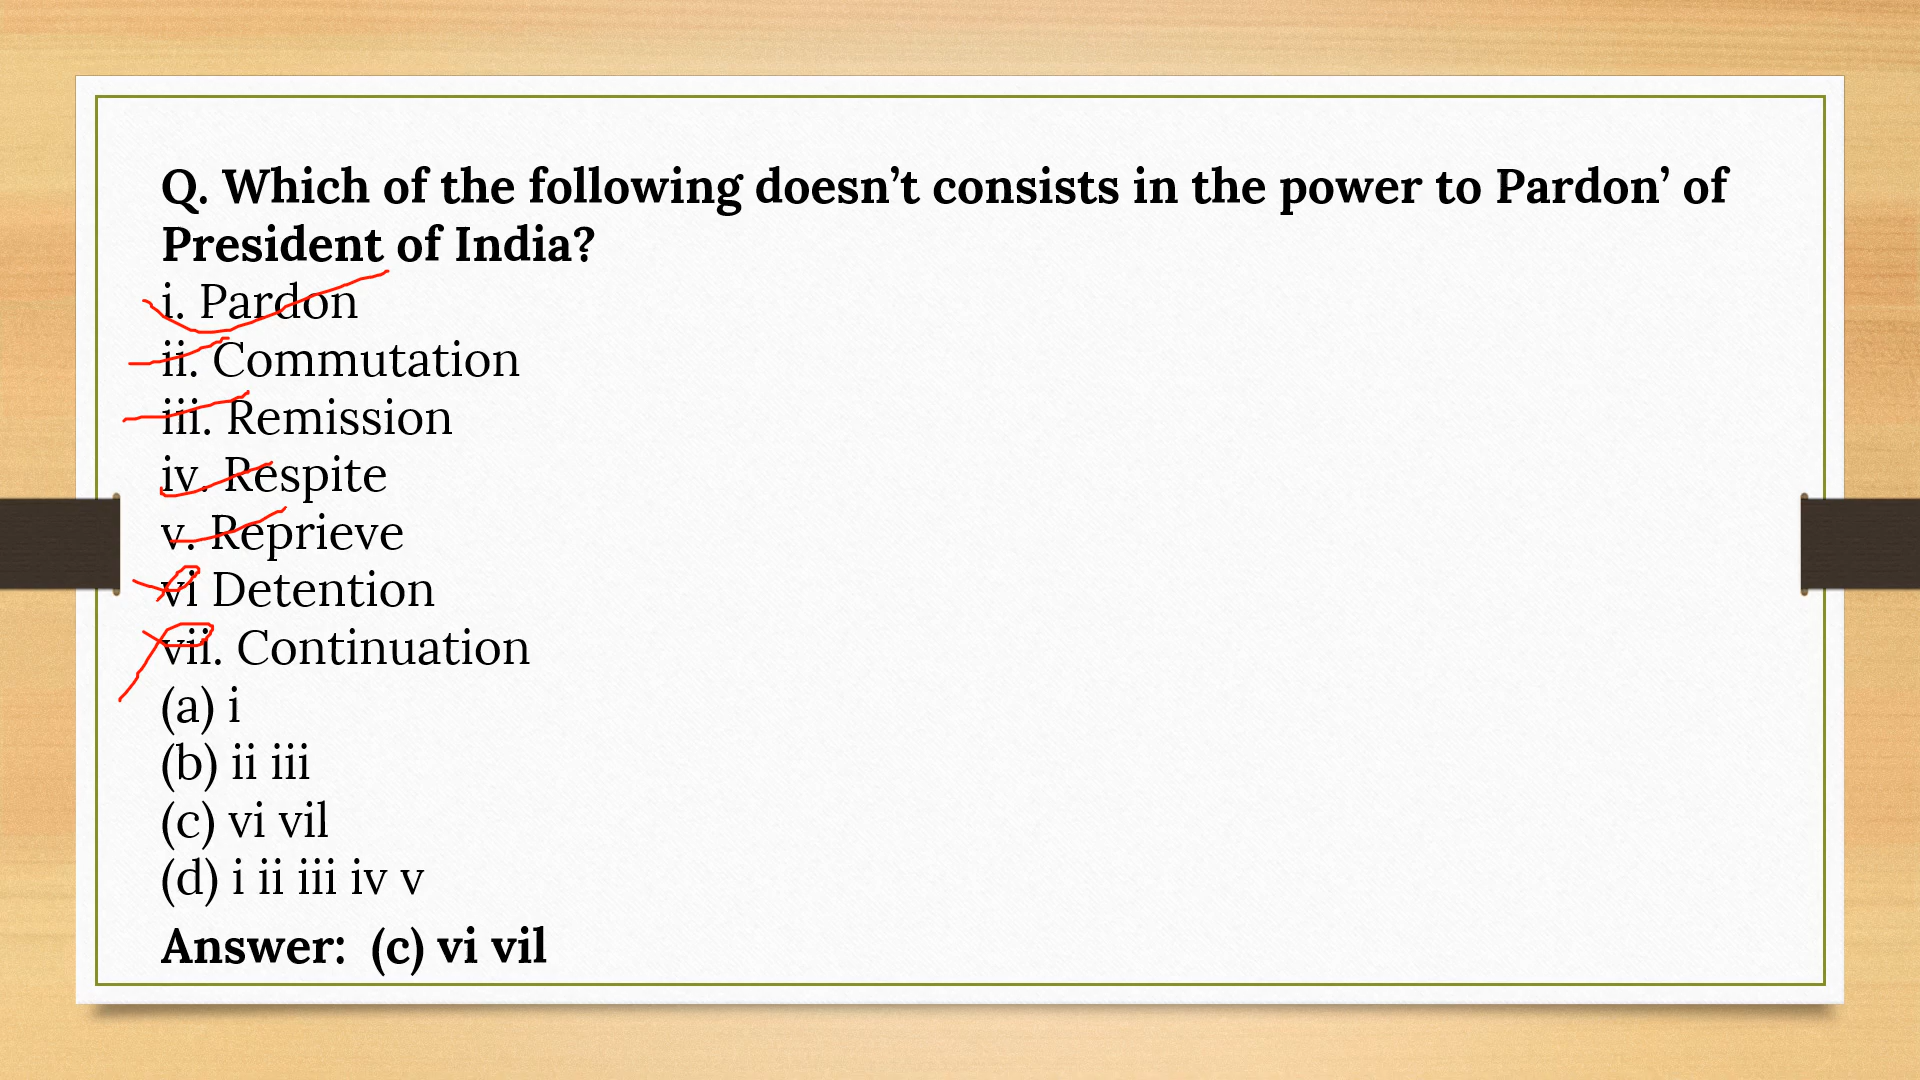 Q. Which of the following doesn’t consists in the power to Pardon’ of
President of India?
i. Pardon
ii. Commutation
iii. Remission
iv. Respite
v. Reprieve
vi Detention
vii. Continuation
(a) i
(b) ii iii
(c) vi vil
(d) i ii iii iv v
Answer: (c) vi vil